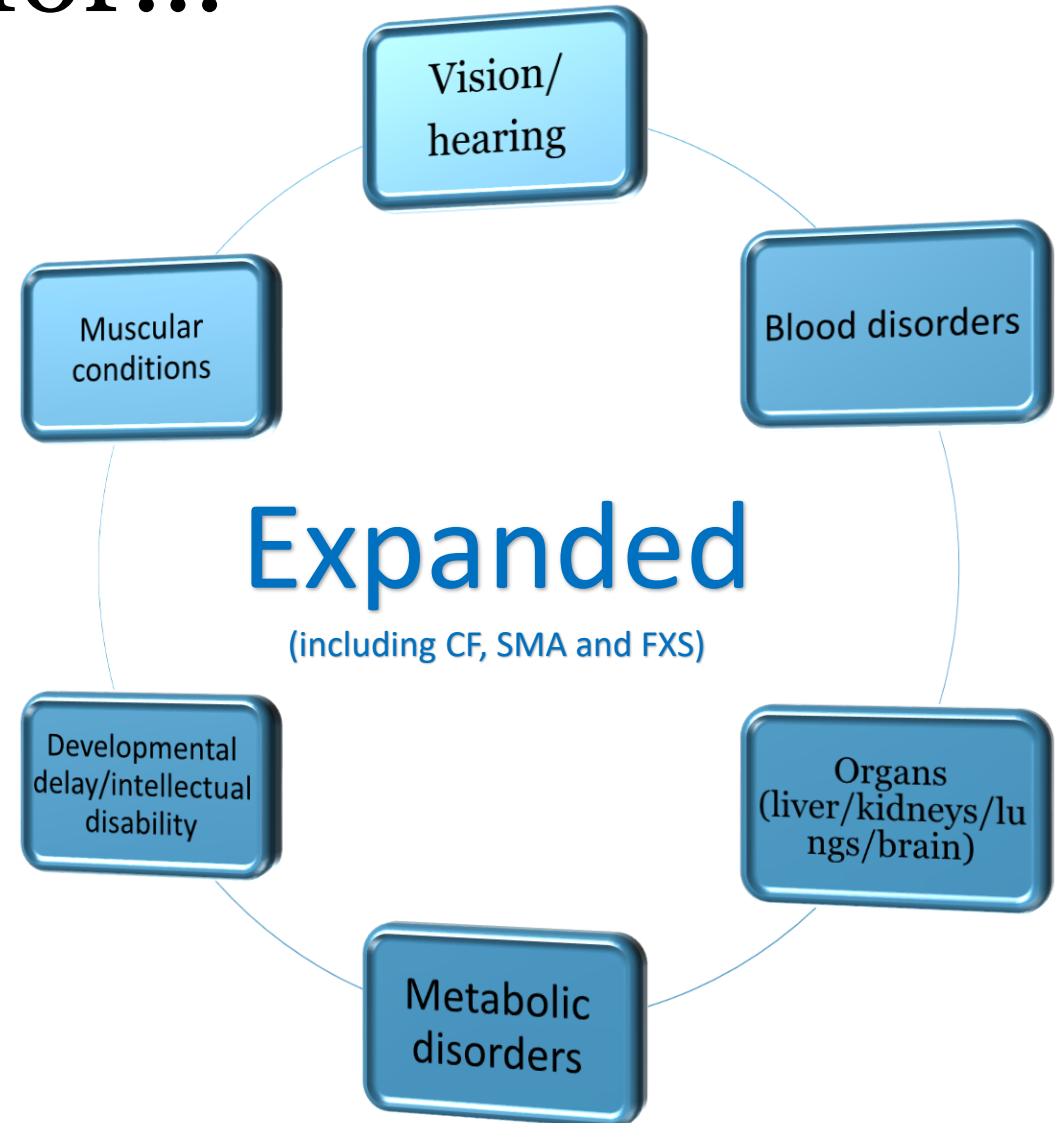 Vision/
hearing
Blood disorders
Organs
(liver/kidneys/lu
ngs/brain)
Metabolic
disorders
Developmental
delay/intellectual
disability
Muscular
conditions
Expanded
(including CF, SMA and FXS)